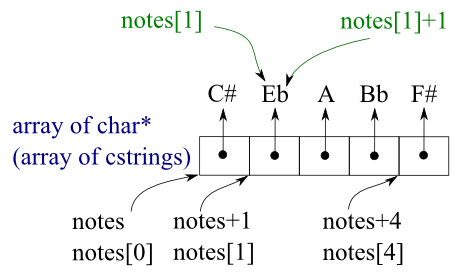 notes[1]
notes[1]+1
C# Eb A Bb F#
array of char*
(array of cstrings)
notes notes+1 notes+4
notes[0] notes[1] notes[4]